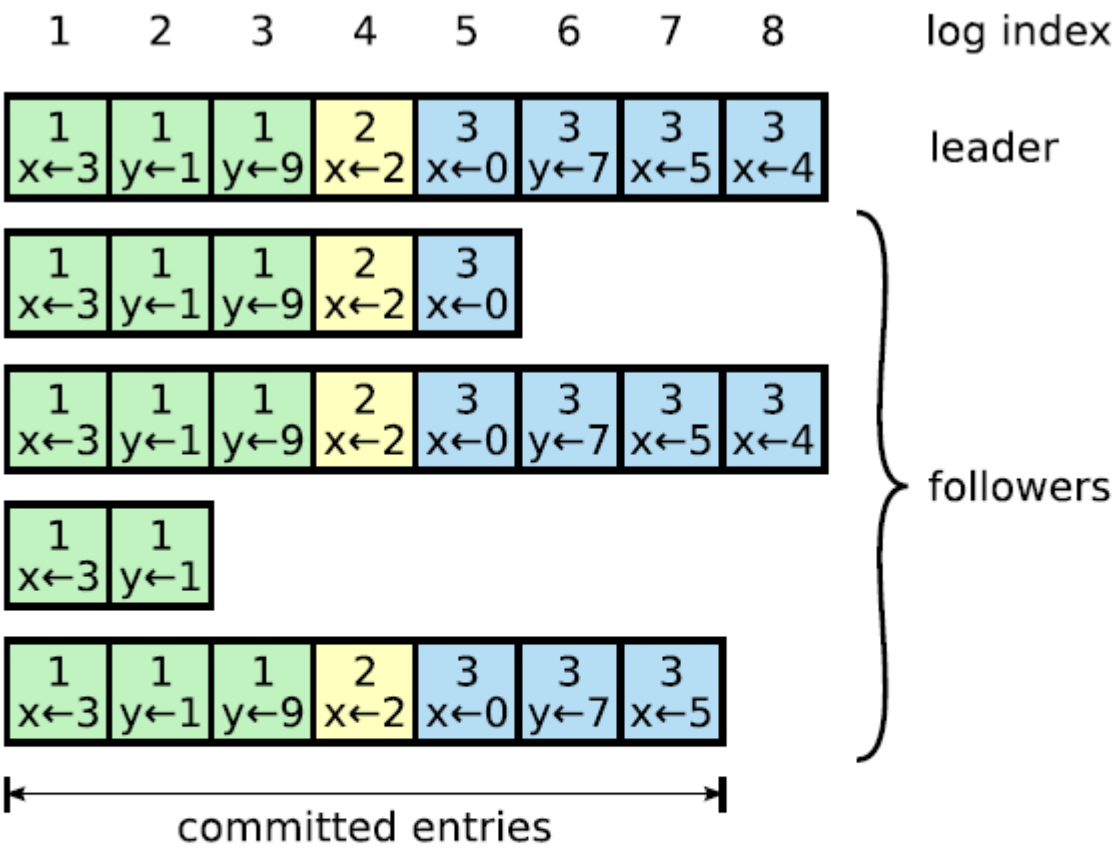 1 2 3 4 5 6 7 8 log index
1 1 1 2 3 3 3 3
x←3 y←1 y←9 x←2 x←0 y←7 x←5 x←4
leader
1 1 1 2 3
x←3 y←1 y←9 x←2 x←0
1 1 1 2 3 3 3 3
x←3 y←1 y←9 x←2 x←0 y←7 x←5 x←4
followers
1 1
x←3 y←1
1 1 1 2 3 3 3
x←3 y←1 y←9 x←2 x←0 y←7 x←5
committed entries